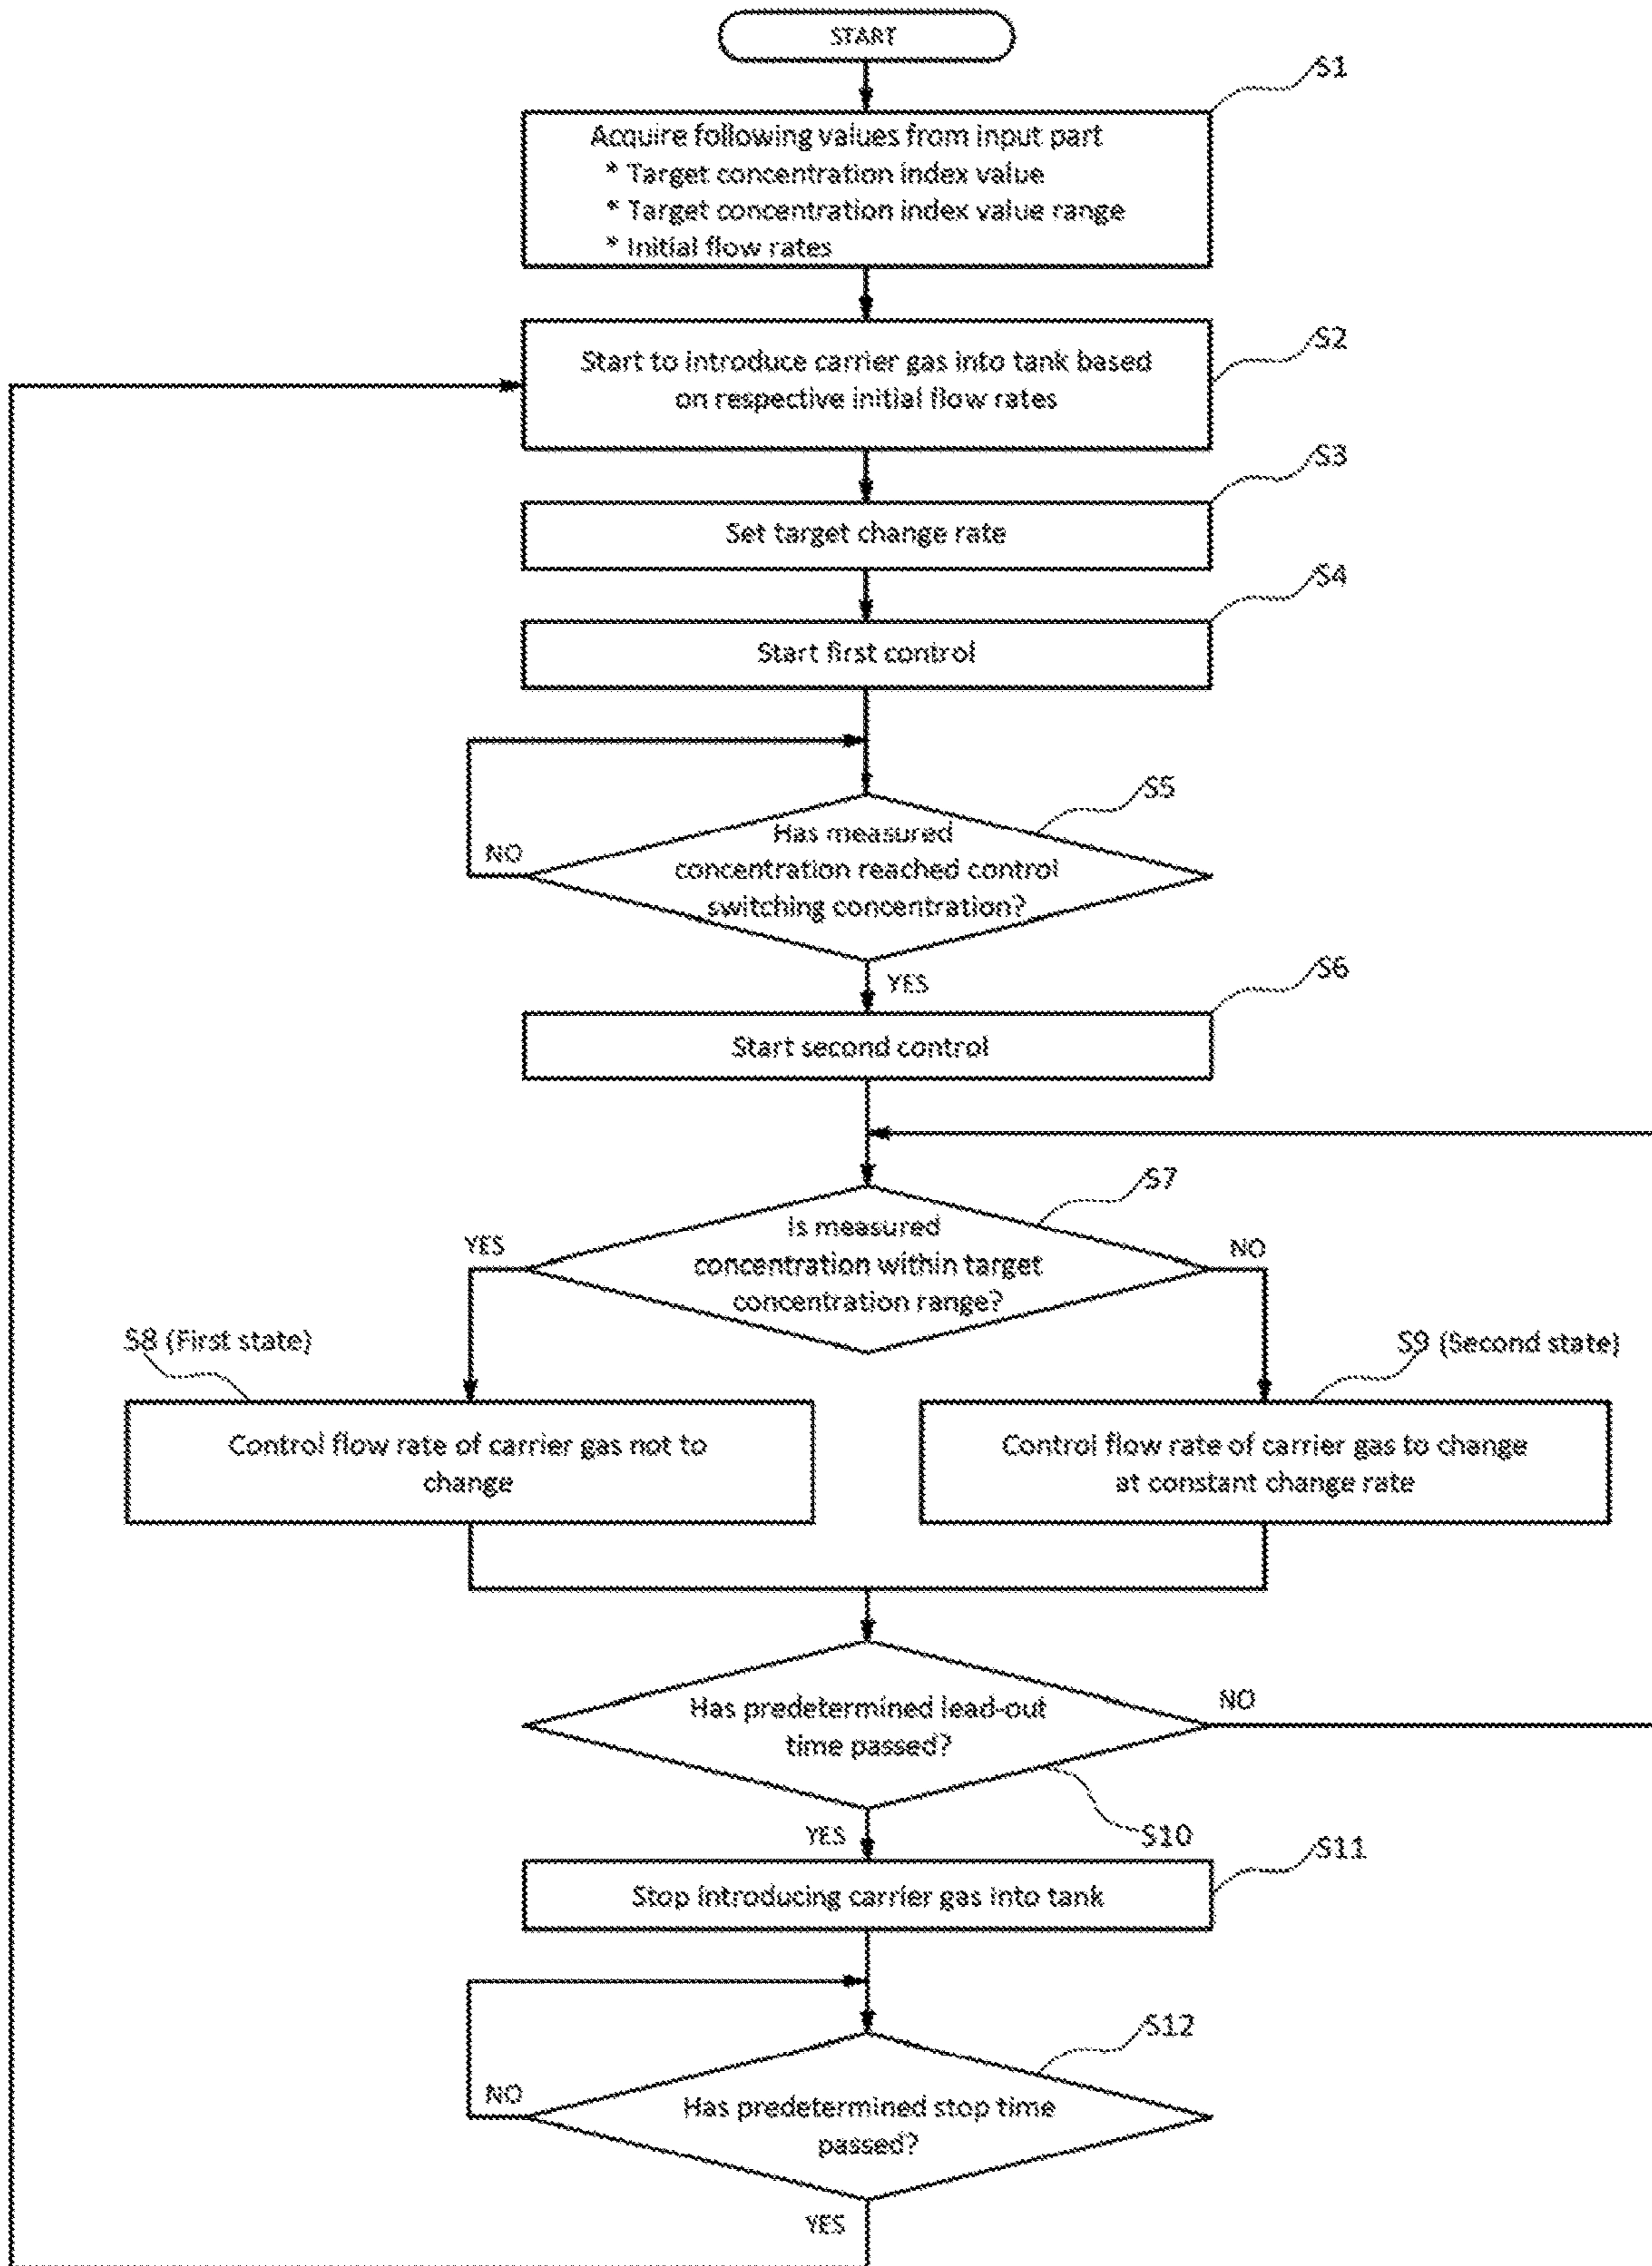 START
S1
Acquire following values from input part
* Target concentration index value
* Target concentration index value range
* Initial flow rates
S2
Start to introduce carrier gas into tank based
on respective initial flow rates
S3
Set target change rate
S4
Start first control
S5
Has measured
concentration reached control
switching concentration?
NO
YES
S6
Start second control
S7
Is measured
concentration within target
concentration range?
YES
NO
S8 (First state)
S9 (Second state)
Control flow rate of carrier gas not to
change
Control flow rate of carrier gas to change
at constant change rate
Has predetermined lead-out
time passed?
NO
YES
S10
S11
Stop introducing carrier gas into tank
S12
Has predetermined stop time
passed?
NO
YES